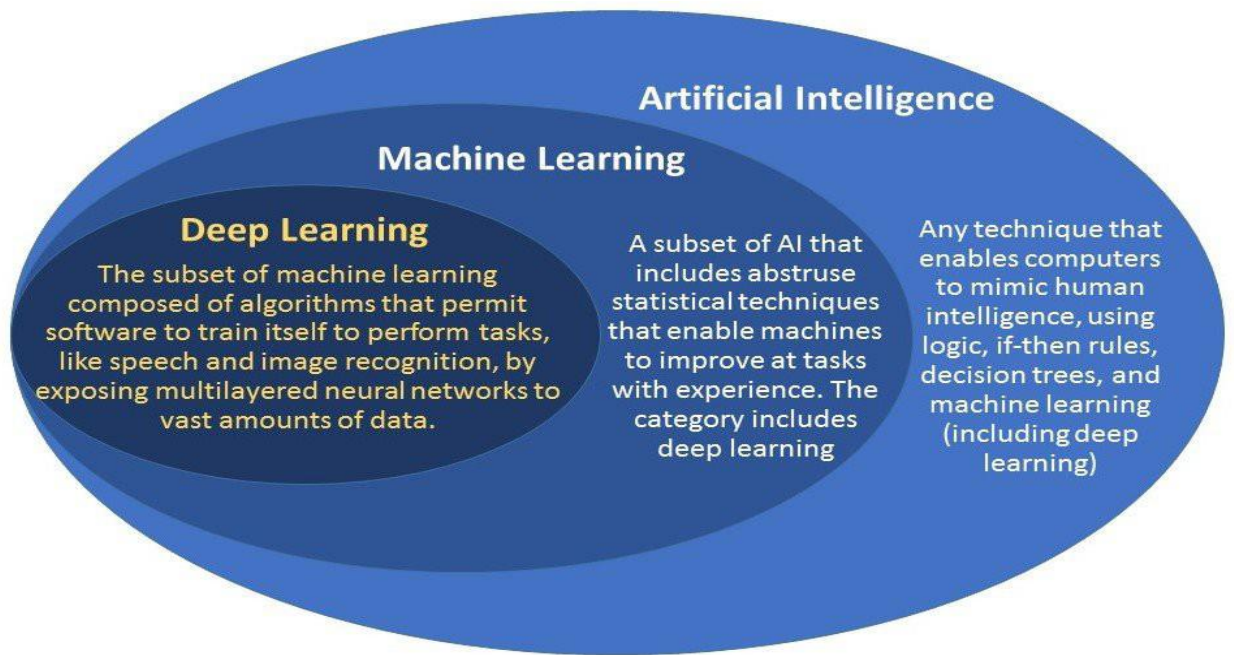 Artificial Intelligence
Machine Learning
Deep Learning
The subset of machine learning
composed of algorithms that permit
software to train itself to perform tasks,
like speech and image recognition, by
exposing multilayered neural networks to
vast amounts of data.
A subset of AI that
includes abstruse
statistical techniques
that enable machines
to improve at tasks
with experience. The
category includes
deep learning
Any technique that
enables computers
to mimic human
intelligence, using
logic, if-then rules,
decision trees, and
machine learning
(including deep
learning)